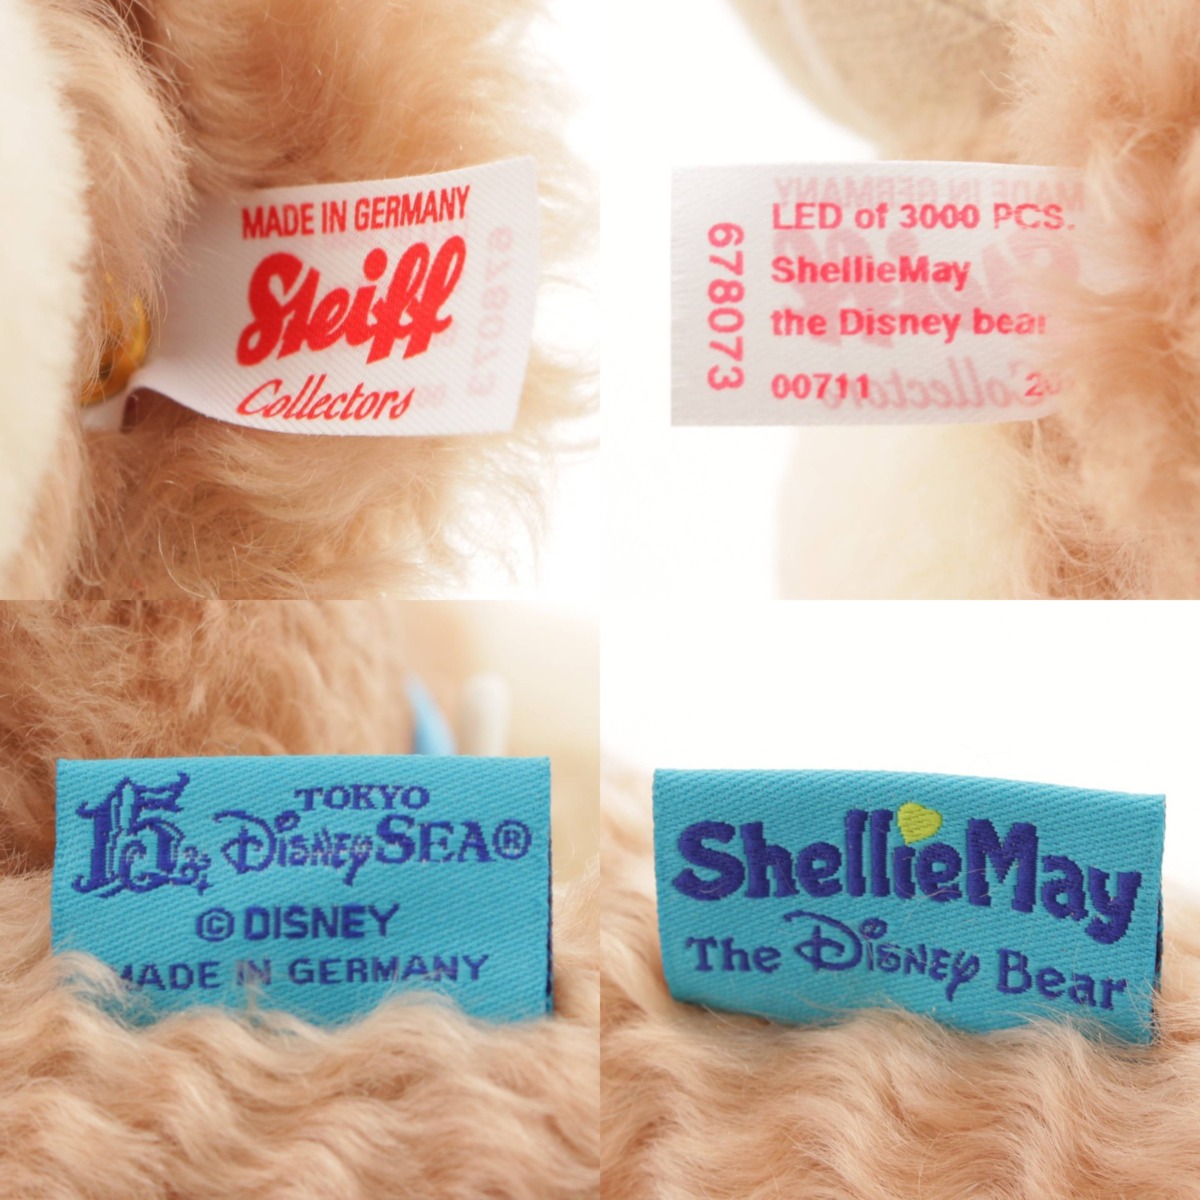 MADE IN GERMANY
Steiff
Collectors
678073
LED of 3000 PCS.
ShellieMay
the Disney bear
00711
15th
TOKYO
DISNEYSEA®
© DISNEY
MADE IN GERMANY
ShellieMay
The DISNEY Bear